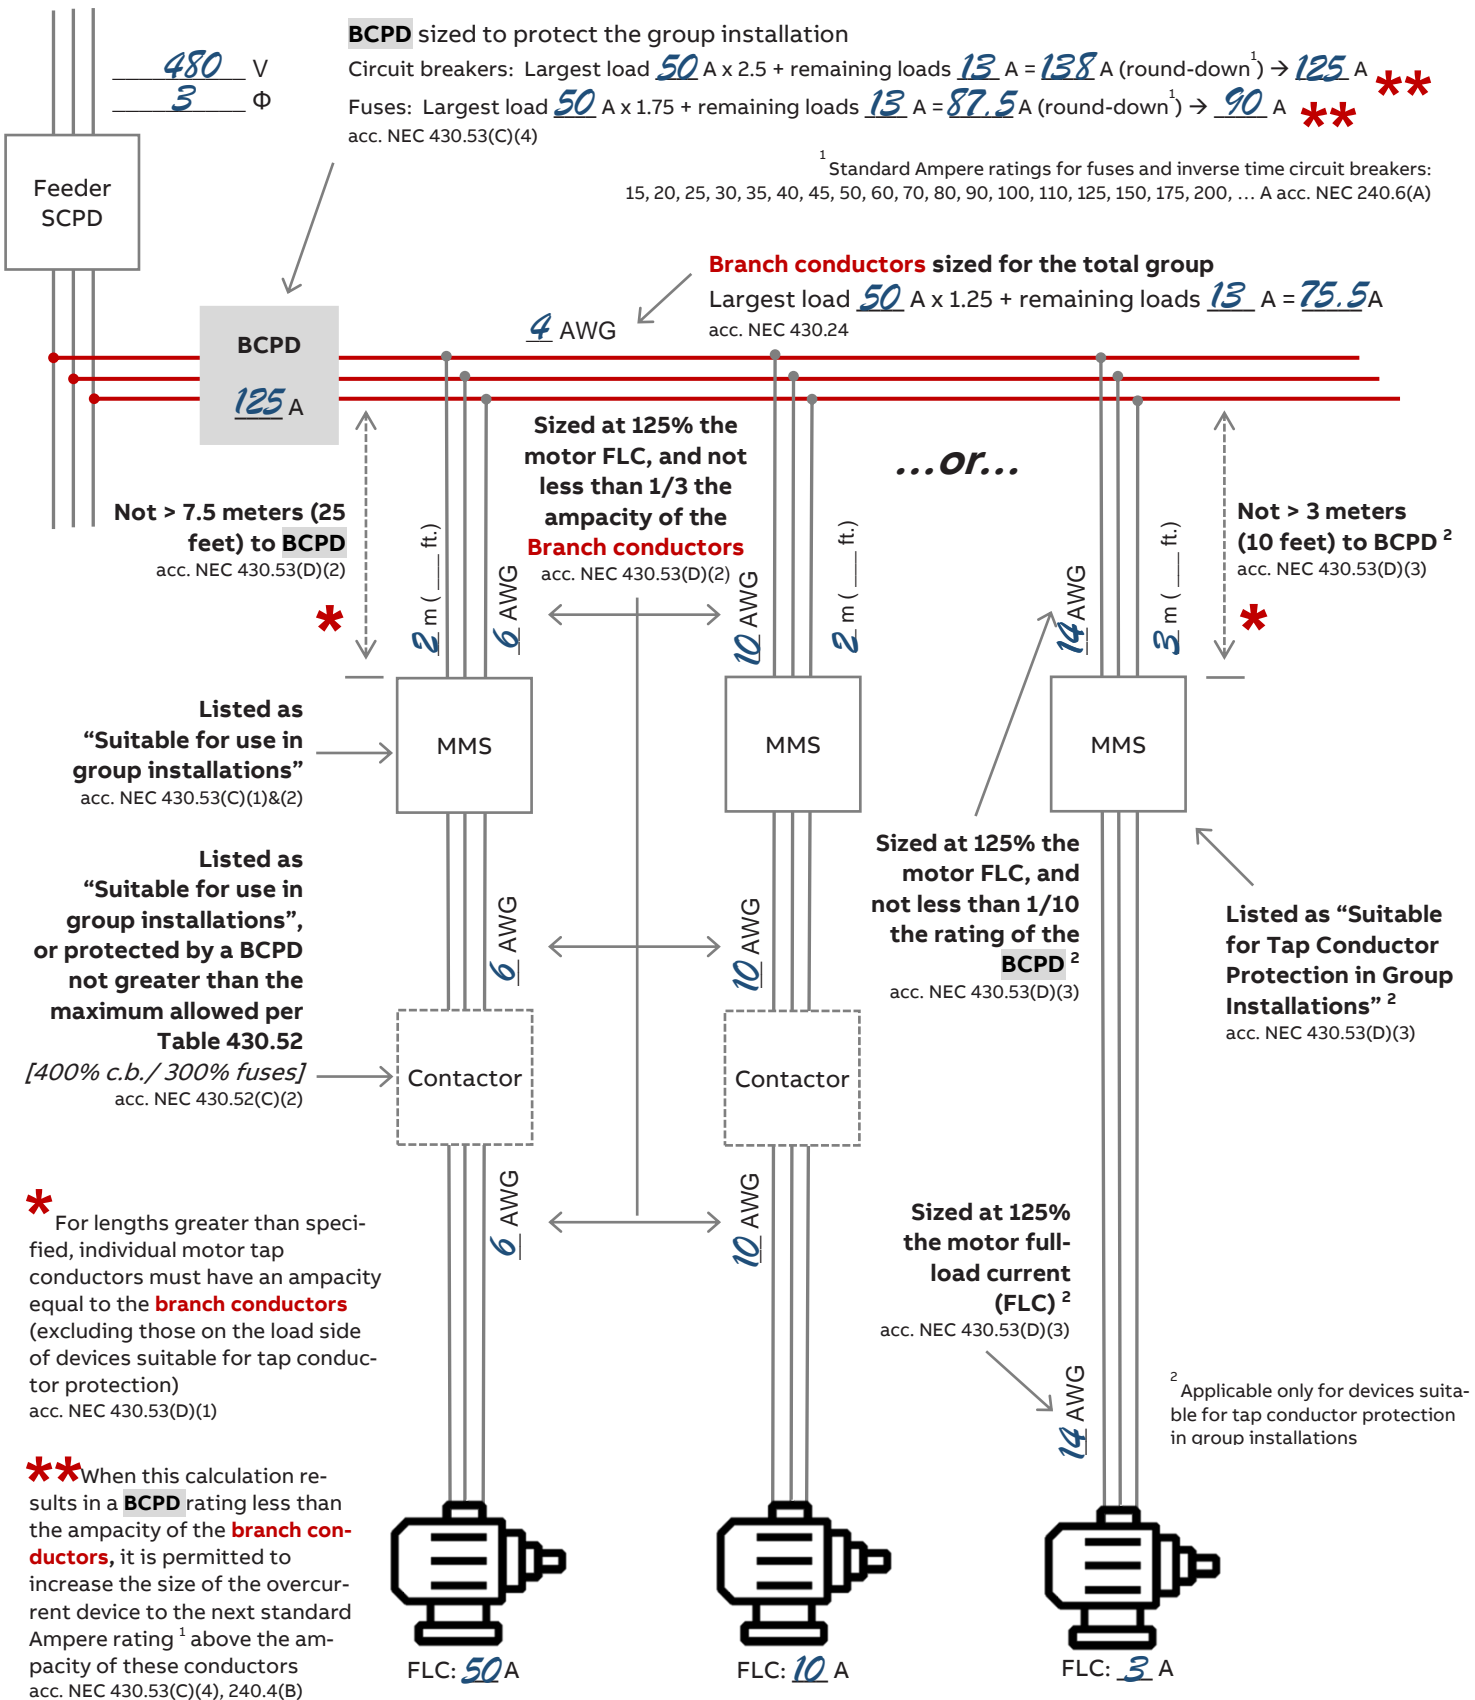 480 V
3 Φ
BCPD sized to protect the group installation
Circuit breakers: Largest load 50 A x 2.5 + remaining loads 13 A = 138 A (round-down¹) → 125 A **
Fuses: Largest load 50 A x 1.75 + remaining loads 13 A = 87.5 A (round-down¹) → 90 A **
acc. NEC 430.53(C)(4)
¹ Standard Ampere ratings for fuses and inverse time circuit breakers:
15, 20, 25, 30, 35, 40, 45, 50, 60, 70, 80, 90, 100, 110, 125, 150, 175, 200, … A acc. NEC 240.6(A)
Feeder
SCPD
Branch conductors sized for the total group
Largest load 50 A x 1.25 + remaining loads 13 A = 75.5 A
acc. NEC 430.24
4 AWG
BCPD
125 A
Not > 7.5 meters (25
feet) to BCPD
acc. NEC 430.53(D)(2)
*
2 m ( ___ ft.)
6 AWG
Sized at 125% the
motor FLC, and not
less than 1/3 the
ampacity of the
Branch conductors
acc. NEC 430.53(D)(2)
10 AWG
2 m ( ___ ft.)
...or...
14 AWG
3 m ( ___ ft.)
Not > 3 meters
(10 feet) to BCPD ²
acc. NEC 430.53(D)(3)
*
Listed as
“Suitable for use in
group installations”
acc. NEC 430.53(C)(1)&(2)
MMS
MMS
MMS
Listed as
“Suitable for use in
group installations”,
or protected by a BCPD
not greater than the
maximum allowed per
Table 430.52
[400% c.b./ 300% fuses]
acc. NEC 430.52(C)(2)
6 AWG
10 AWG
Sized at 125% the
motor FLC, and
not less than 1/10
the rating of the
BCPD ²
acc. NEC 430.53(D)(3)
Listed as “Suitable
for Tap Conductor
Protection in Group
Installations” ²
acc. NEC 430.53(D)(3)
Contactor
Contactor
6 AWG
10 AWG
Sized at 125%
the motor full-
load current
(FLC) ²
acc. NEC 430.53(D)(3)
14 AWG
² Applicable only for devices suita-
ble for tap conductor protection
in group installations
* For lengths greater than speci-
fied, individual motor tap
conductors must have an ampacity
equal to the branch conductors
(excluding those on the load side
of devices suitable for tap conduc-
tor protection)
acc. NEC 430.53(D)(1)
** When this calculation re-
sults in a BCPD rating less than
the ampacity of the branch con-
ductors, it is permitted to
increase the size of the overcur-
rent device to the next standard
Ampere rating ¹ above the am-
pacity of these conductors
acc. NEC 430.53(C)(4), 240.4(B)
FLC: 50 A
FLC: 10 A
FLC: 3 A